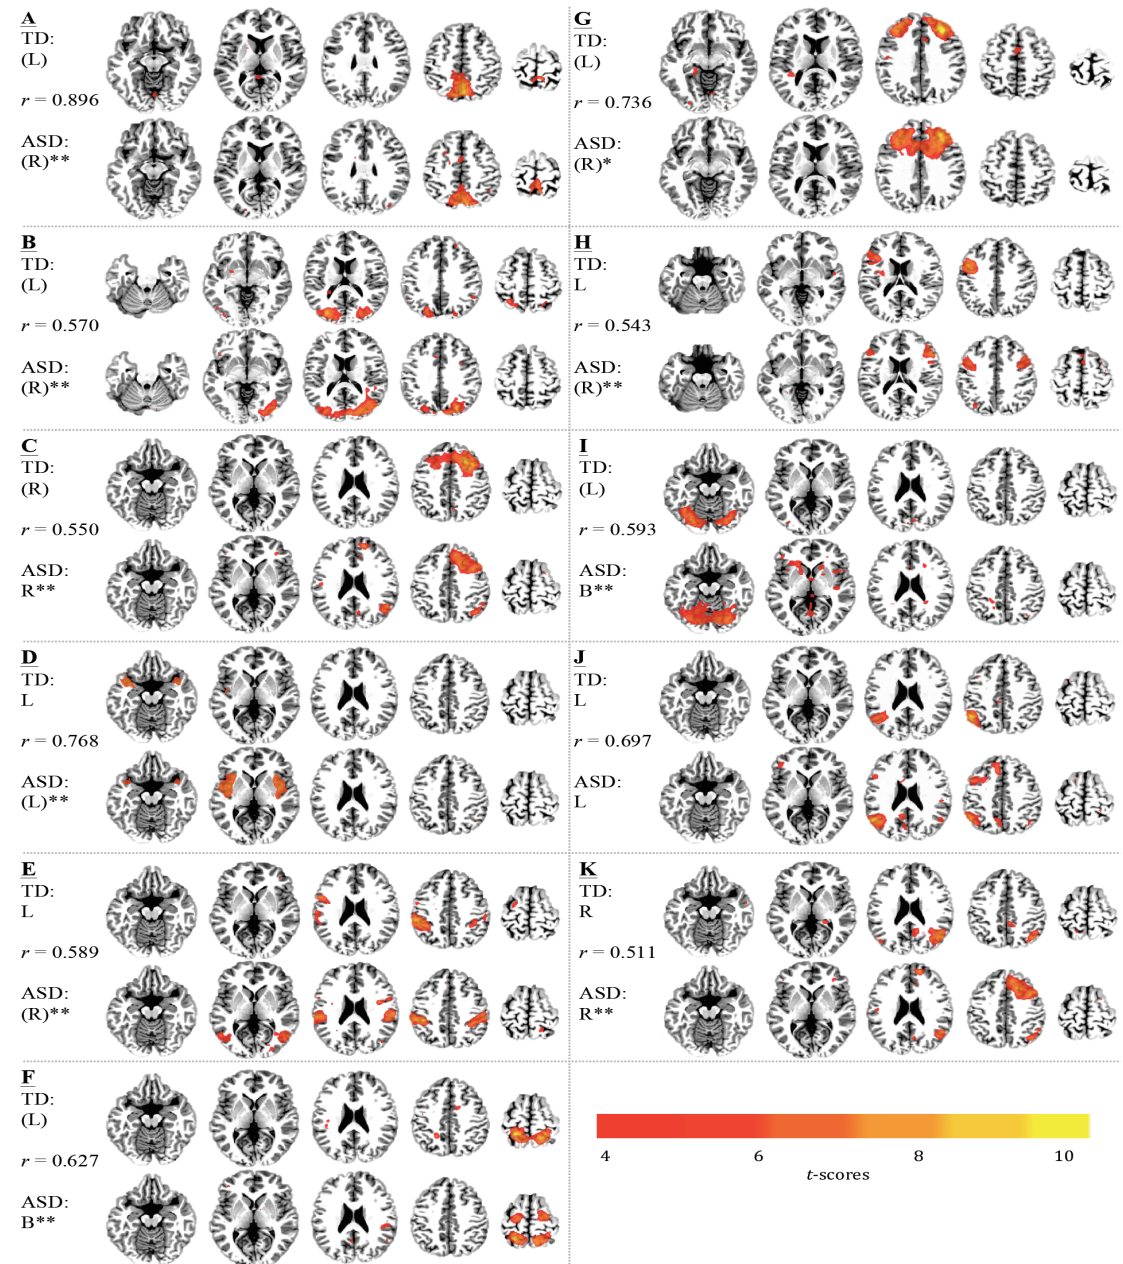 A
TD:
(L)
r = 0.896
ASD:
(R)**
B
TD:
(L)
r = 0.570
ASD:
(R)**
C
TD:
(R)
r = 0.550
ASD:
R**
D
TD:
L
r = 0.768
ASD:
(L)**
E
TD:
L
r = 0.589
ASD:
(R)**
F
TD:
(L)
r = 0.627
ASD:
B**
G
TD:
(L)
r = 0.736
ASD:
(R)*
H
TD:
L
r = 0.543
ASD:
(R)**
I
TD:
(L)
r = 0.593
ASD:
B**
J
TD:
L
r = 0.697
ASD:
L
K
TD:
R
r = 0.511
ASD:
R**
4 6 8 10
t-scores